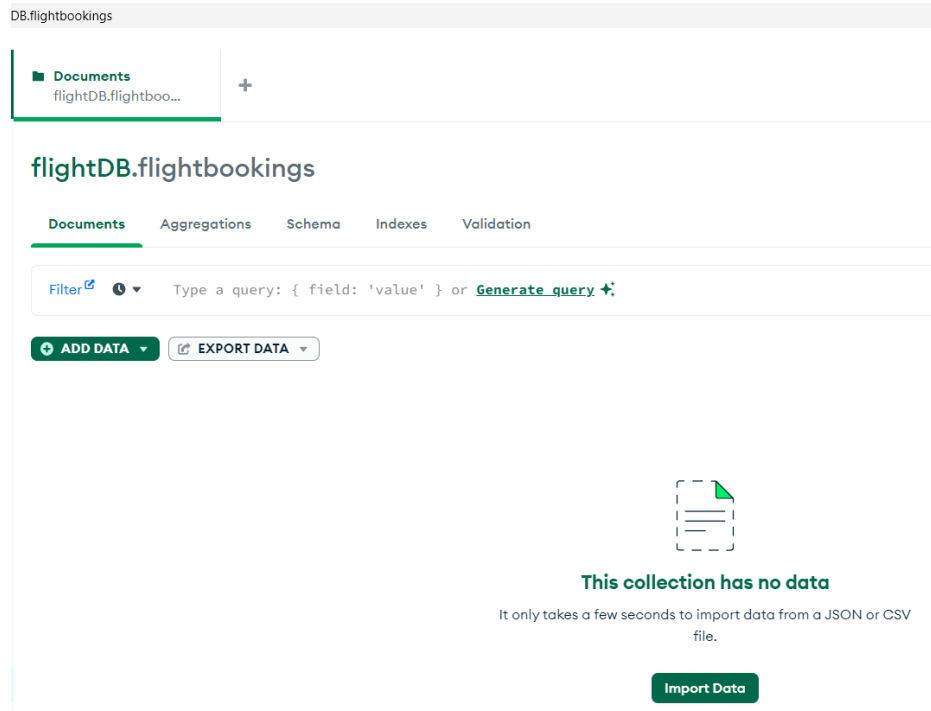 DB.flightbookings
Documents
flightDB.flightboo...
flightDB.flightbookings
Documents Aggregations Schema Indexes Validation
Filter Type a query: { field: 'value' } or Generate query
ADD DATA EXPORT DATA
This collection has no data
It only takes a few seconds to import data from a JSON or CSV
file.
Import Data